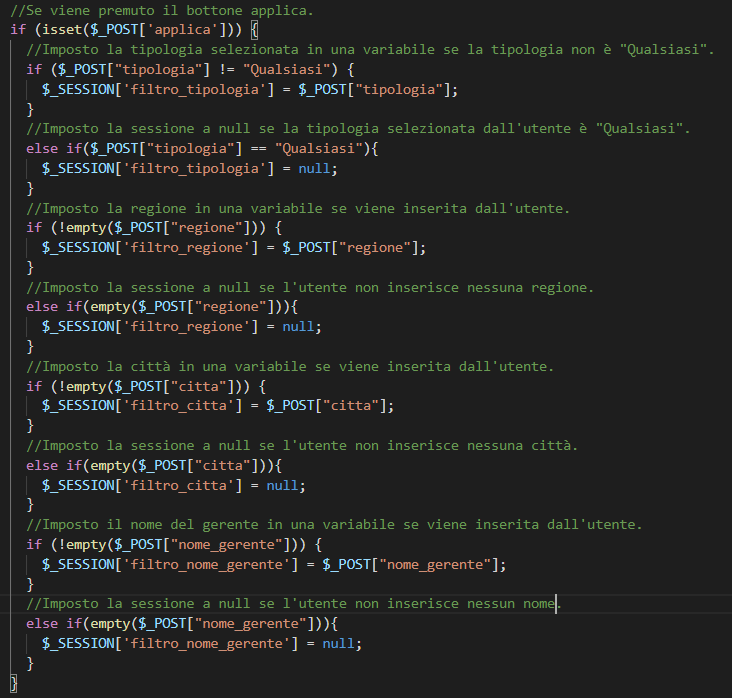 //Se viene premuto il bottone applica.
if (isset($_POST['applica'])) {
//Imposto la tipologia selezionata in una variabile se la tipologia non è "Qualsiasi".
if ($_POST["tipologia"] != "Qualsiasi") {
$_SESSION['filtro_tipologia'] = $_POST["tipologia"];
}
//Imposto la sessione a null se la tipologia selezionata dall'utente è "Qualsiasi".
else if($_POST["tipologia"] == "Qualsiasi"){
$_SESSION['filtro_tipologia'] = null;
}
//Imposto la regione in una variabile se viene inserita dall'utente.
if (!empty($_POST["regione"])) {
$_SESSION['filtro_regione'] = $_POST["regione"];
}
//Imposto la sessione a null se l'utente non inserisce nessuna regione.
else if(empty($_POST["regione"])){
$_SESSION['filtro_regione'] = null;
}
//Imposto la città in una variabile se viene inserita dall'utente.
if (!empty($_POST["citta"])) {
$_SESSION['filtro_citta'] = $_POST["citta"];
}
//Imposto la sessione a null se l'utente non inserisce nessuna città.
else if(empty($_POST["citta"])){
$_SESSION['filtro_citta'] = null;
}
//Imposto il nome del gerente in una variabile se viene inserita dall'utente.
if (!empty($_POST["nome_gerente"])) {
$_SESSION['filtro_nome_gerente'] = $_POST["nome_gerente"];
}
//Imposto la sessione a null se l'utente non inserisce nessun nome.
else if(empty($_POST["nome_gerente"])){
$_SESSION['filtro_nome_gerente'] = null;
}
}